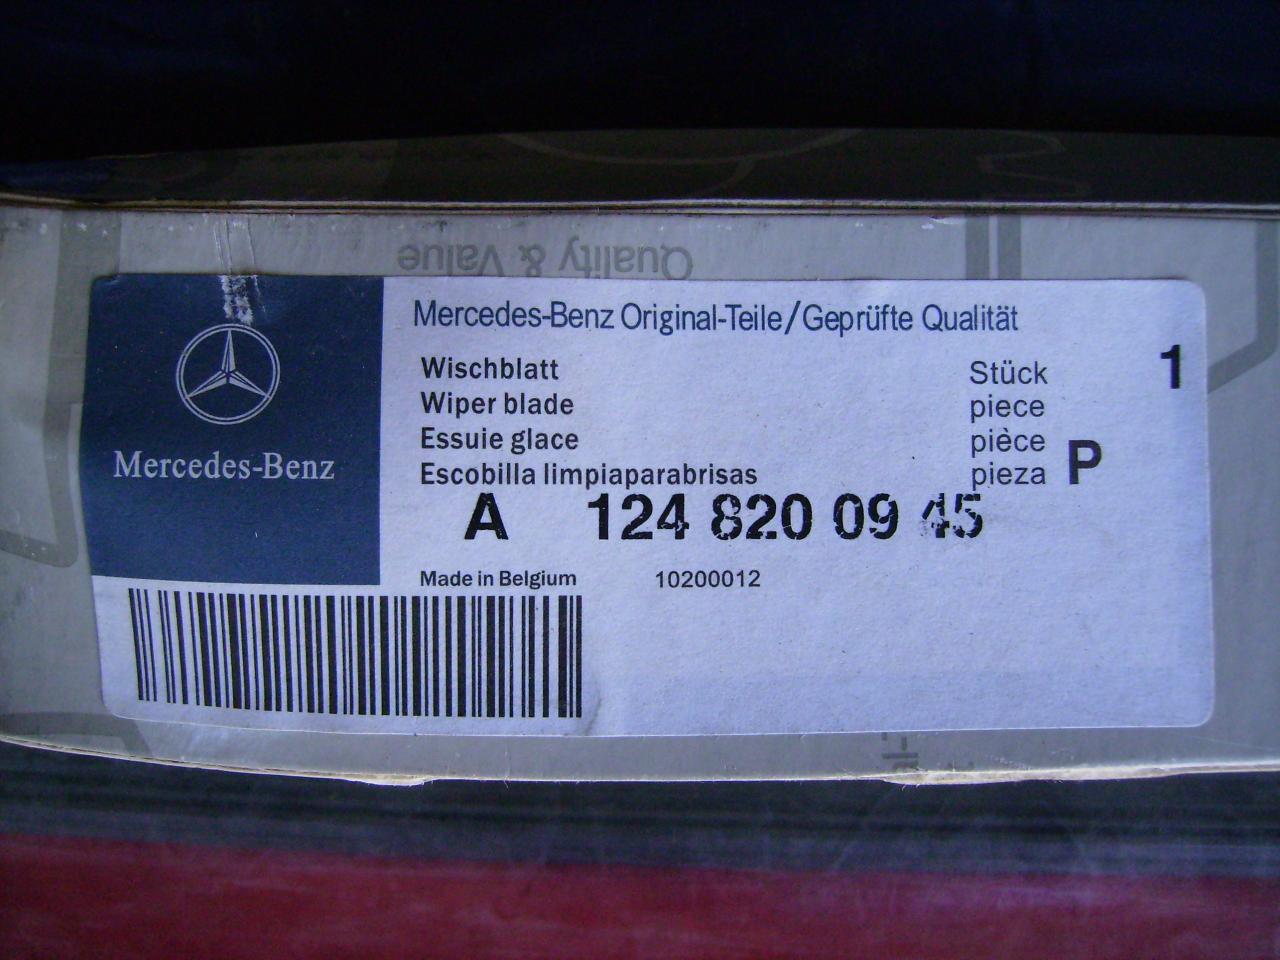 Quality & Value
Mercedes-Benz
Mercedes-Benz Original-Teile/Geprüfte Qualität
Wischblatt
Wiper blade
Essuie glace
Escobilla limpiaparabrisas
Stück 1
piece
pièce
pieza P
A 124 820 09 45
Made in Belgium 10200012